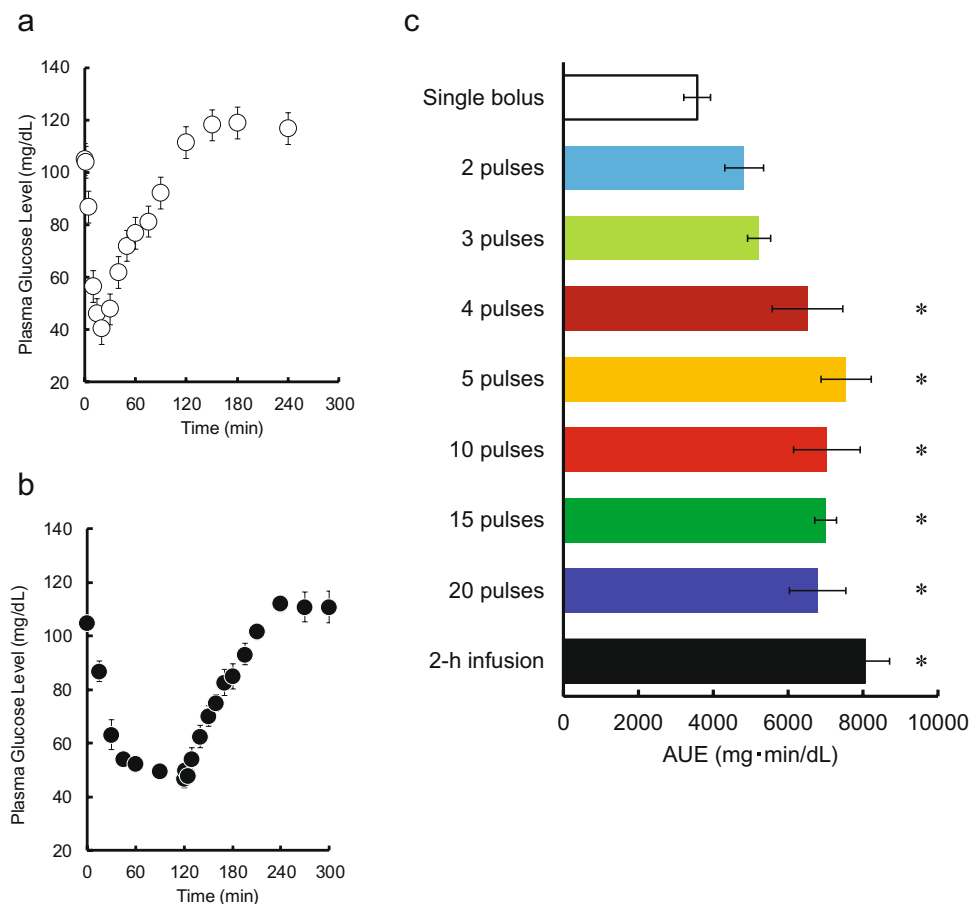 a
Plasma Glucose Level (mg/dL)
140
120
100
80
60
40
20
0 60 120 180 240 300
Time (min)
b
Plasma Glucose Level (mg/dL)
140
120
100
80
60
40
20
0 60 120 180 240 300
Time (min)
c
Single bolus
2 pulses
3 pulses
4 pulses *
5 pulses *
10 pulses *
15 pulses *
20 pulses *
2-h infusion *
0 2000 4000 6000 8000 10000
AUE (mg・min/dL)